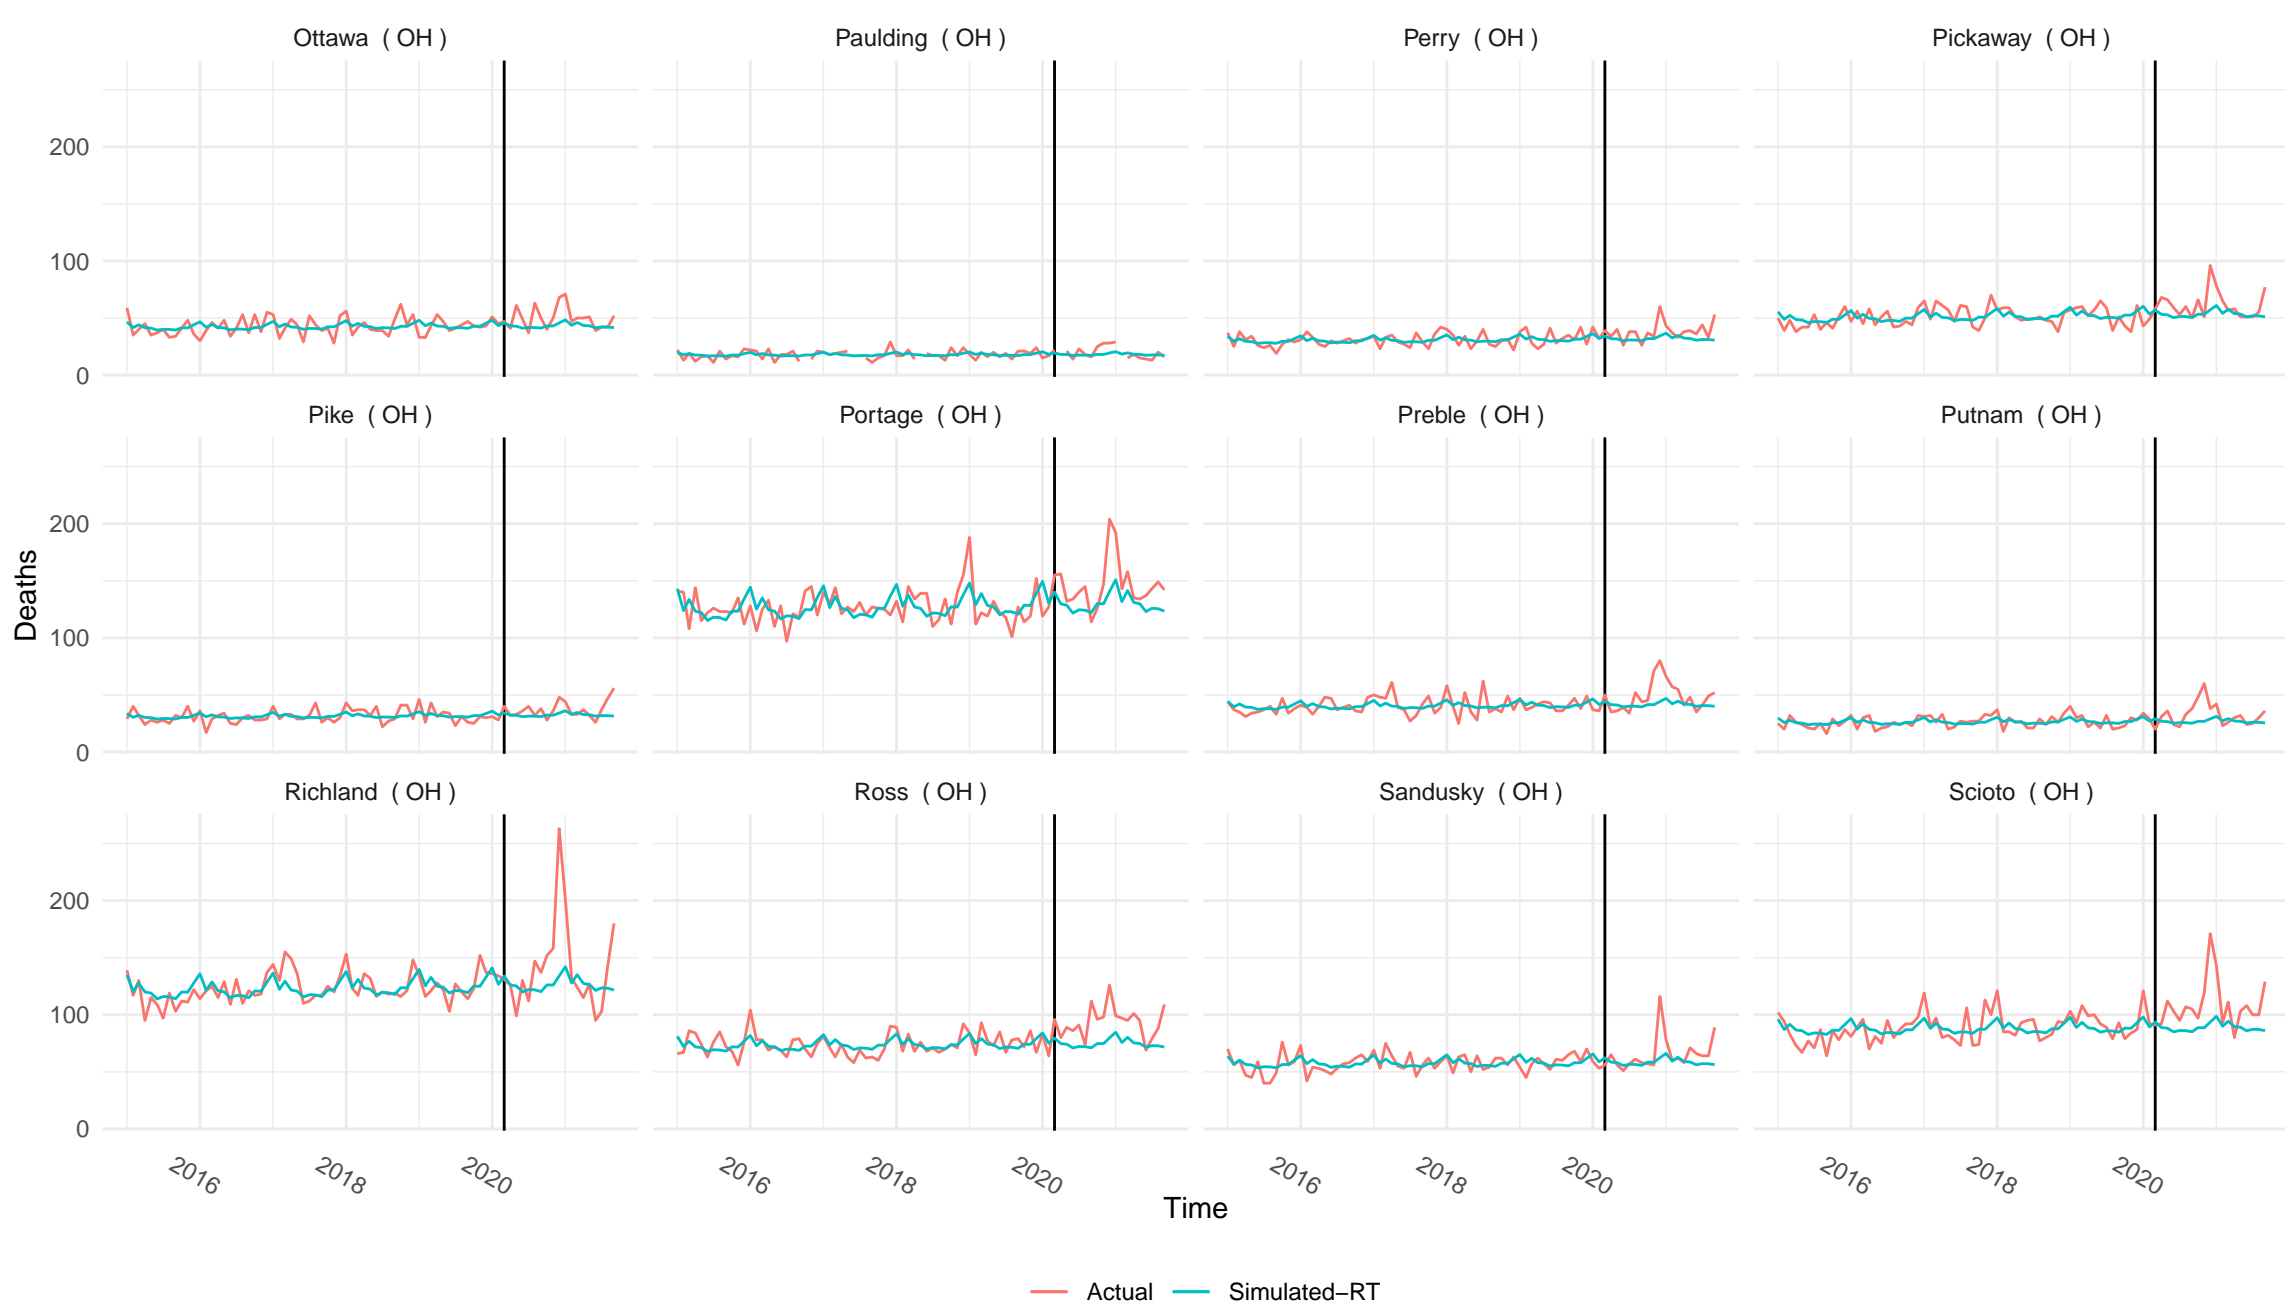 Ottawa ( OH )
Paulding ( OH )
Perry ( OH )
Pickaway ( OH )
200
100
0
Pike ( OH )
Portage ( OH )
Preble ( OH )
Putnam ( OH )
200
100
0
Richland ( OH )
Ross ( OH )
Sandusky ( OH )
Scioto ( OH )
200
100
0
Deaths
2016 2018 2020
2016 2018 2020
2016 2018 2020
2016 2018 2020
Time
Actual
Simulated−RT